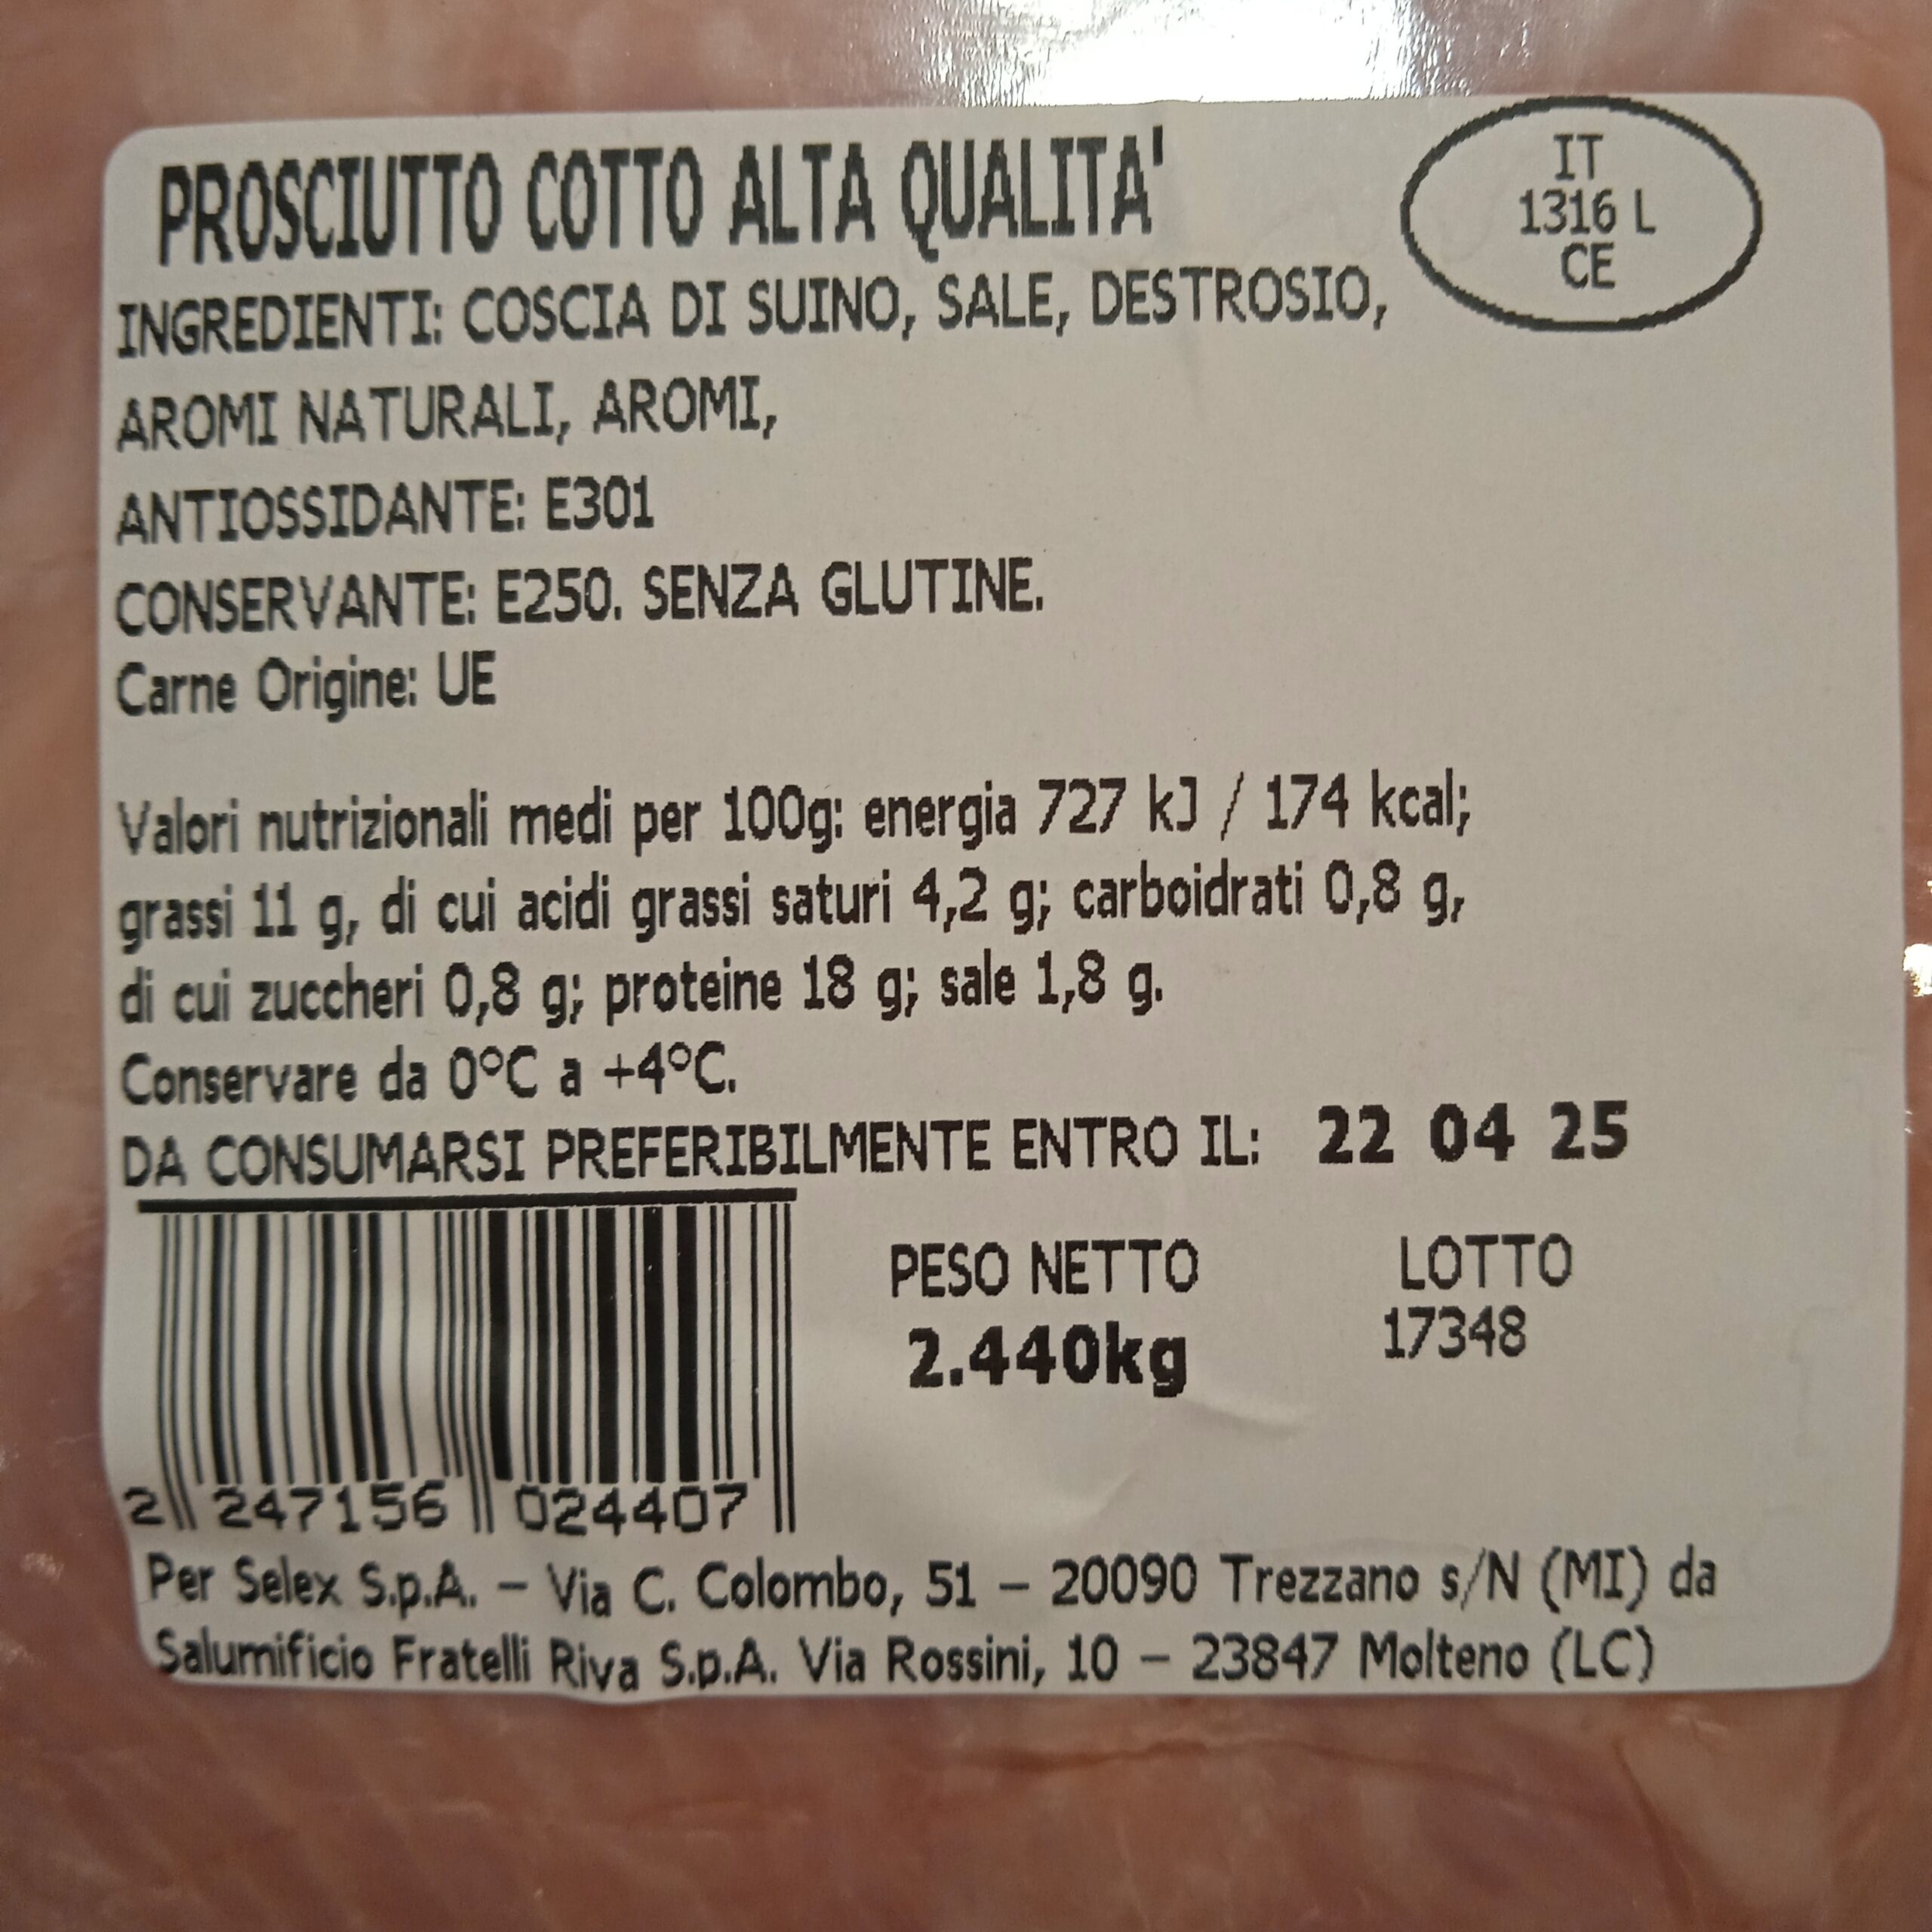 PROSCIUTTO COTTO ALTA QUALITA'
IT
1316 L
CE
INGREDIENTI: COSCIA DI SUINO, SALE, DESTROSIO,
AROMI NATURALI, AROMI,
ANTIOSSIDANTE: E301
CONSERVANTE: E250. SENZA GLUTINE.
Carne Origine: UE
Valori nutrizionali medi per 100g: energia 727 kJ / 174 kcal;
grassi 11 g, di cui acidi grassi saturi 4,2 g; carboidrati 0,8 g,
di cui zuccheri 0,8 g; proteine 18 g; sale 1,8 g.
Conservare da 0°C a +4°C.
DA CONSUMARSI PREFERIBILMENTE ENTRO IL: 22 04 25
PESO NETTO
2.440kg
LOTTO
17348
2 247156 024407
Per Selex S.p.A. – Via C. Colombo, 51 – 20090 Trezzano s/N (MI) da
Salumificio Fratelli Riva S.p.A. Via Rossini, 10 – 23847 Molteno (LC)